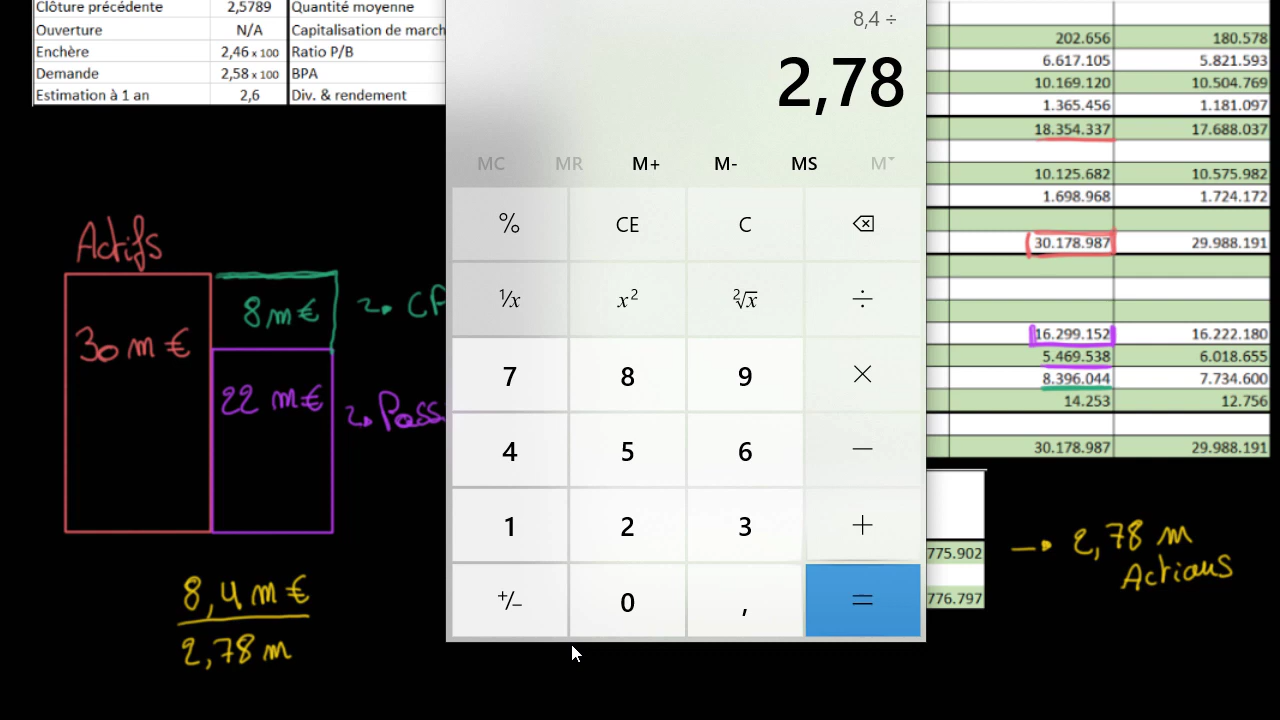 Clôture précédente 2,5789 Quantité moyenne
Ouverture N/A Capitalisation de march
Enchère 2,46 x 100 Ratio P/B
Demande 2,58 x 100 BPA
Estimation à 1 an 2,6 Div. & rendement
8,4 ÷
2,78
MC MR M+ M- MS M
% CE C
¹/x x² ²√x ÷
7 8 9 ×
4 5 6 −
1 2 3 +
+/− 0 , =
202.656 180.578
6.617.105 5.821.593
10.169.120 10.504.769
1.365.456 1.181.097
18.354.337 17.688.037
10.125.682 10.575.982
1.698.968 1.724.172
30.178.987 29.988.191
16.299.152 16.222.180
5.469.538 6.018.655
8.396.044 7.734.600
14.253 12.756
30.178.987 29.988.191
775.902
776.797
Actifs
30 m €
8 m €
CP
22 m €
Pass
8,4 m €
2,78 m
2,78 m
Actions